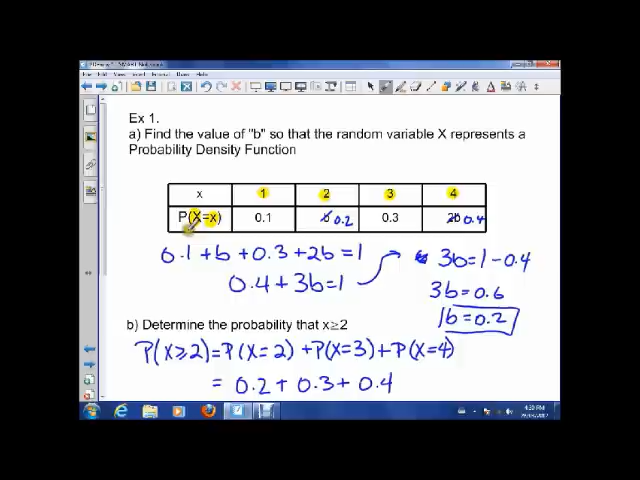 Ex 1.
a) Find the value of "b" so that the random variable X represents a
Probability Density Function
x 1 2 3 4
P(X=x) 0.1 b 0.2 0.3 2b 0.4
0.1 + b + 0.3 + 2b = 1
0.4 + 3b = 1
3b = 1 - 0.4
3b = 0.6
b = 0.2
b) Determine the probability that x≥2
P(X≥2) = P(X=2) + P(X=3) + P(X=4)
= 0.2 + 0.3 + 0.4